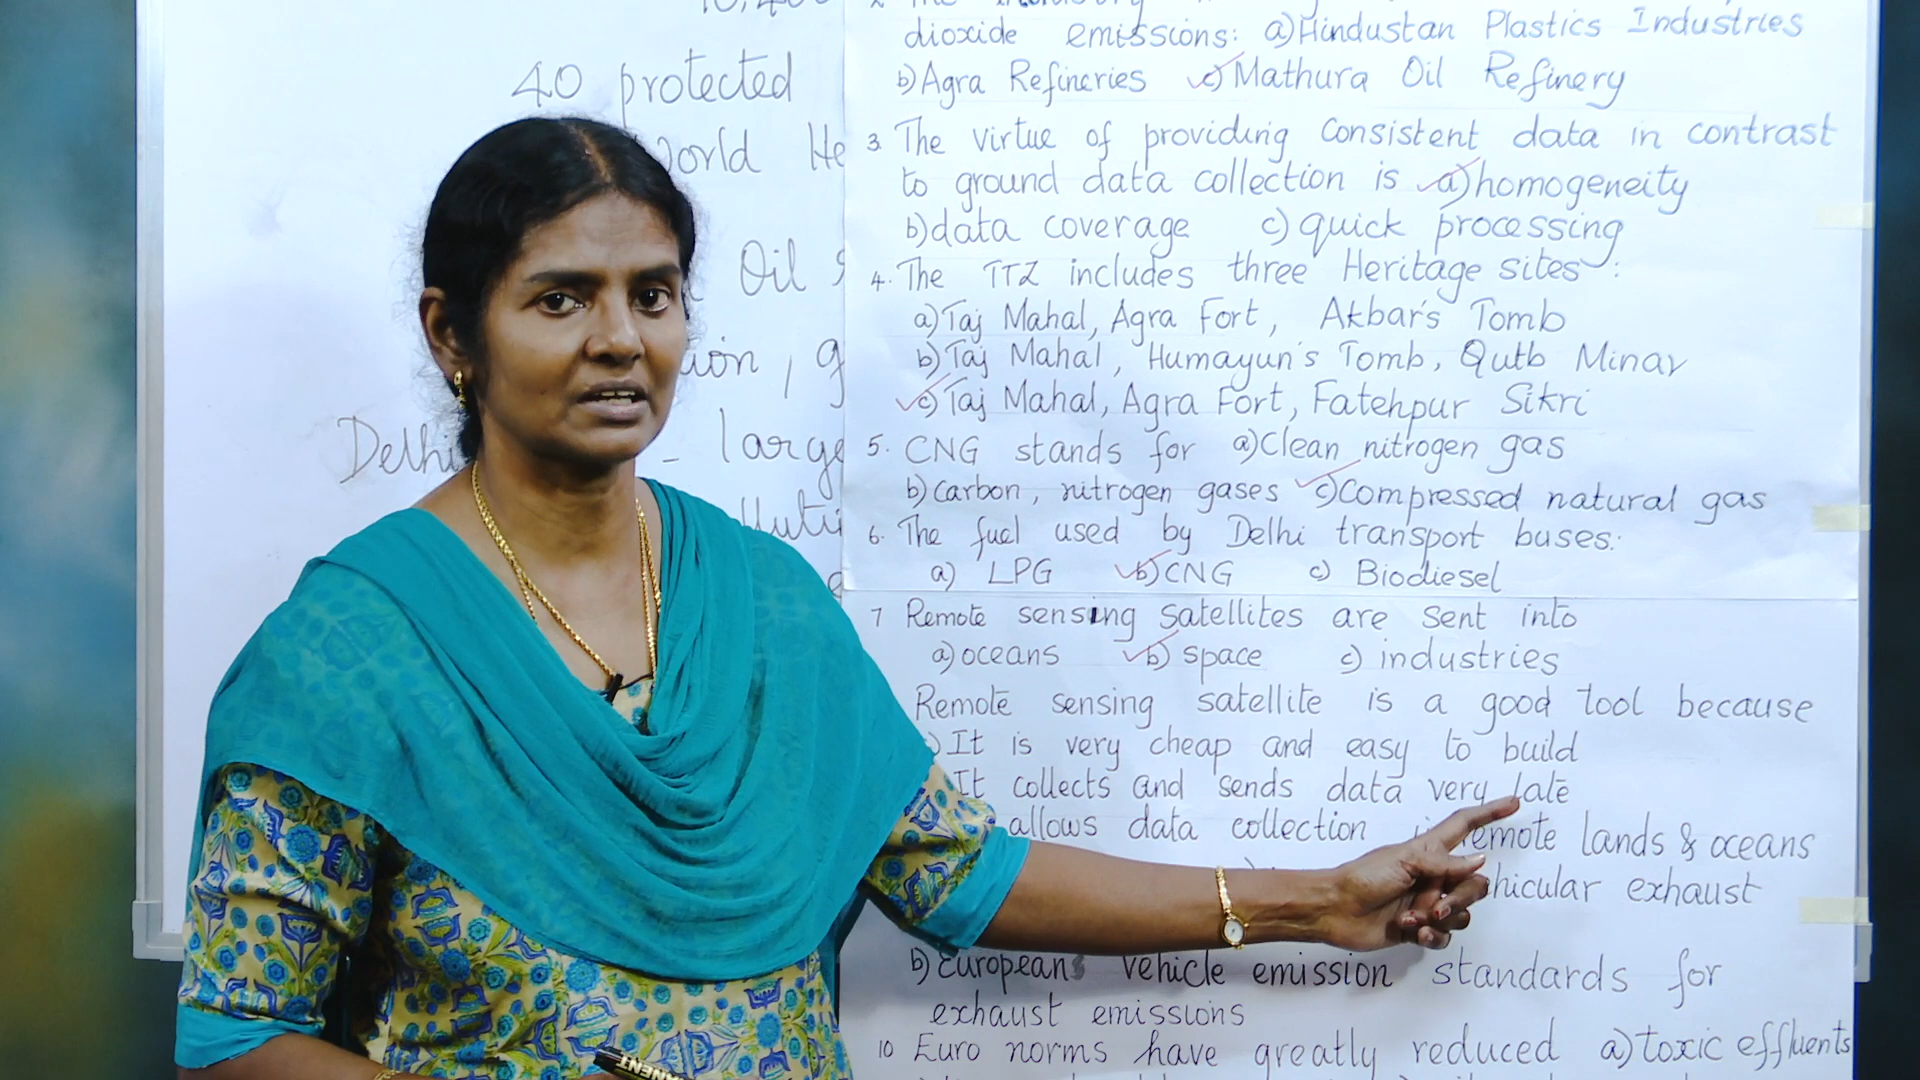 10,400
40 protected
World He
Oil
ion, g
Delhi - large
lluti
dioxide emissions: a) Hindustan Plastics Industries
b) Agra Refineries c) Mathura Oil Refinery
3 The virtue of providing consistent data in contrast
to ground data collection is a) homogeneity
b) data coverage c) quick processing
4. The TTZ includes three Heritage sites:
a) Taj Mahal, Agra Fort, Akbar's Tomb
b) Taj Mahal, Humayun's Tomb, Qutb Minar
c) Taj Mahal, Agra Fort, Fatehpur Sikri
5. CNG stands for a) Clean nitrogen gas
b) Carbon, nitrogen gases c) Compressed natural gas
6. The fuel used by Delhi transport buses:
a) LPG b) CNG c) Biodiesel
7 Remote sensing satellites are sent into
a) oceans b) space c) industries
Remote sensing satellite is a good tool because
It is very cheap and easy to build
It collects and sends data very late
allows data collection remote lands & oceans
hicular exhaust
b) European vehicle emission standards for
exhaust emissions
10 Euro norms have greatly reduced a) toxic effluents